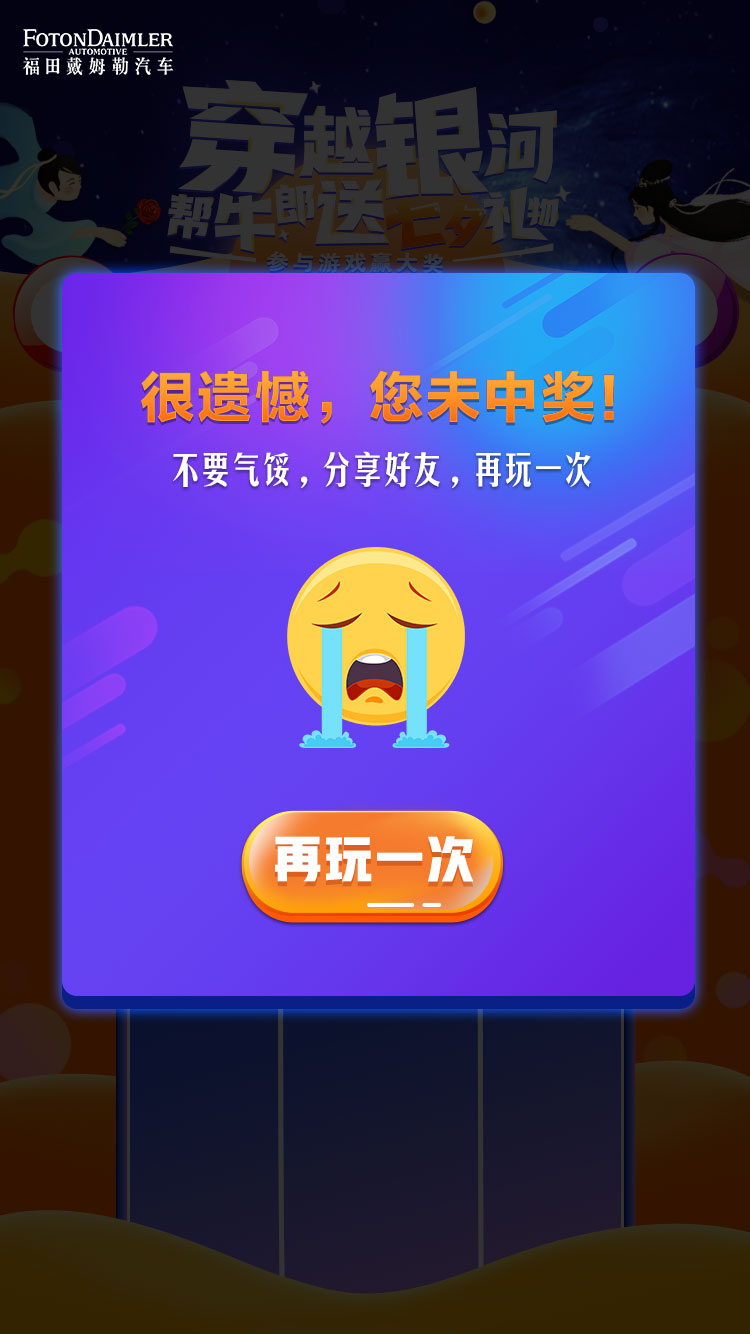 FOTONDAIMLER
AUTOMOTIVE
福田戴姆勒汽车
穿越银河
帮牛郎送七夕礼物
参与游戏赢大奖
很遗憾，您未中奖!
不要气馁，分享好友，再玩一次
再玩一次